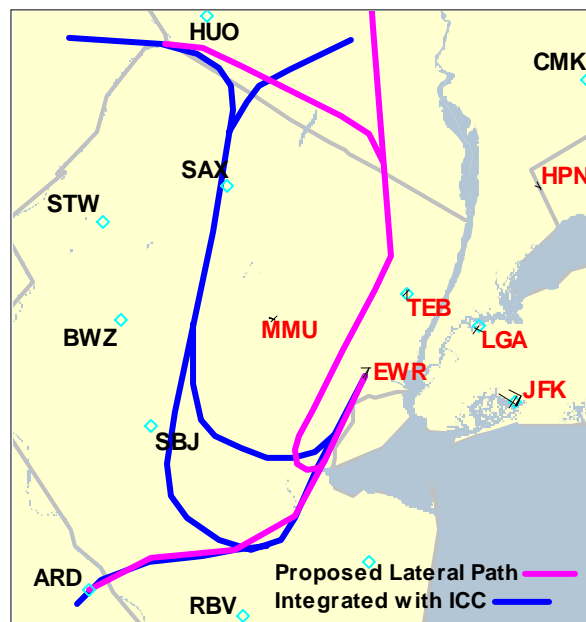 HUO
CMK
SAX
HPN
STW
TEB
BWZ
MMU
LGA
EWR
JFK
SBJ
ARD
Proposed Lateral Path
RBV
Integrated with ICC